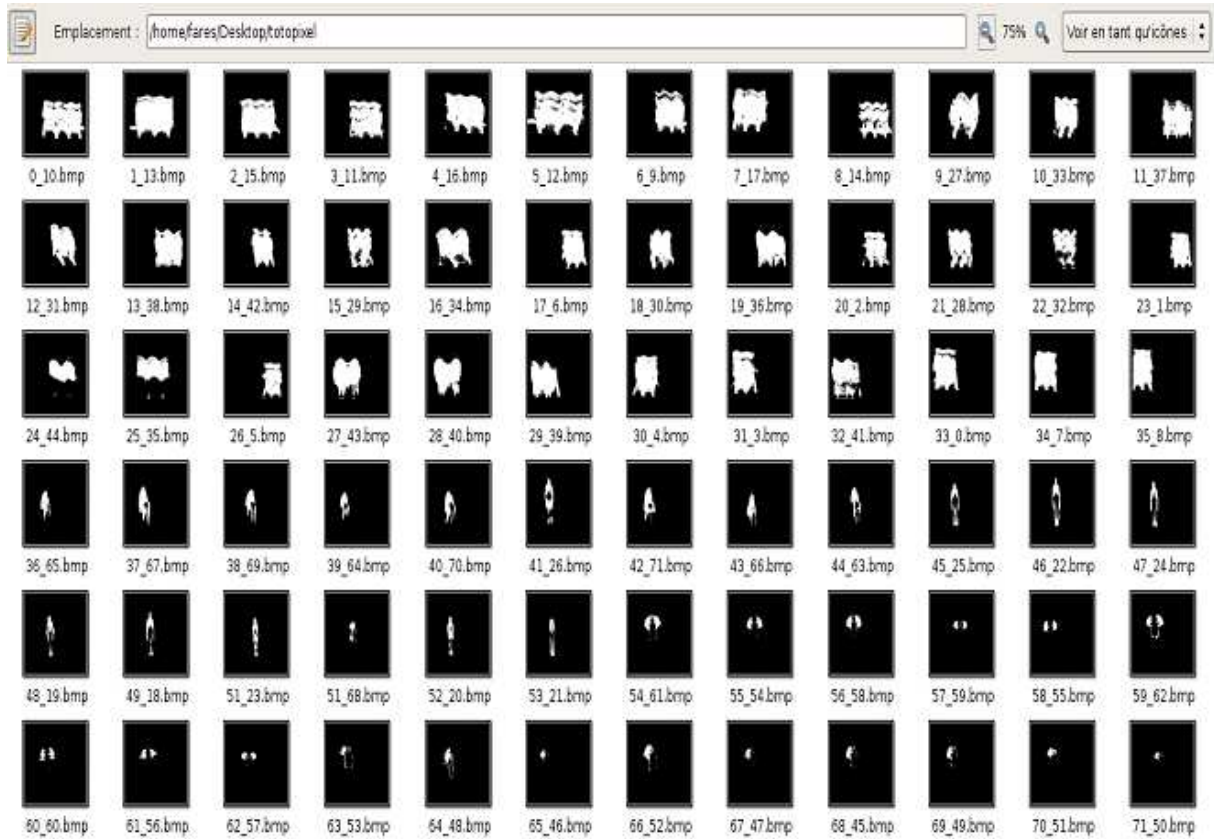 Emplacement : /home/fares/Desktop/totopixel 75% Voir en tant qu'icônes
0_10.bmp 1_13.bmp 2_15.bmp 3_11.bmp 4_16.bmp 5_12.bmp 6_9.bmp 7_17.bmp 8_14.bmp 9_27.bmp 10_33.bmp 11_37.bmp
12_31.bmp 13_38.bmp 14_42.bmp 15_29.bmp 16_34.bmp 17_6.bmp 18_30.bmp 19_36.bmp 20_2.bmp 21_28.bmp 22_32.bmp 23_1.bmp
24_44.bmp 25_35.bmp 26_5.bmp 27_43.bmp 28_40.bmp 29_39.bmp 30_4.bmp 31_3.bmp 32_41.bmp 33_0.bmp 34_7.bmp 35_8.bmp
36_65.bmp 37_67.bmp 38_69.bmp 39_64.bmp 40_70.bmp 41_26.bmp 42_71.bmp 43_66.bmp 44_63.bmp 45_25.bmp 46_22.bmp 47_24.bmp
48_19.bmp 49_18.bmp 51_23.bmp 51_68.bmp 52_20.bmp 53_21.bmp 54_61.bmp 55_54.bmp 56_58.bmp 57_59.bmp 58_55.bmp 59_62.bmp
60_60.bmp 61_56.bmp 62_57.bmp 63_53.bmp 64_48.bmp 65_46.bmp 66_52.bmp 67_47.bmp 68_45.bmp 69_49.bmp 70_51.bmp 71_50.bmp